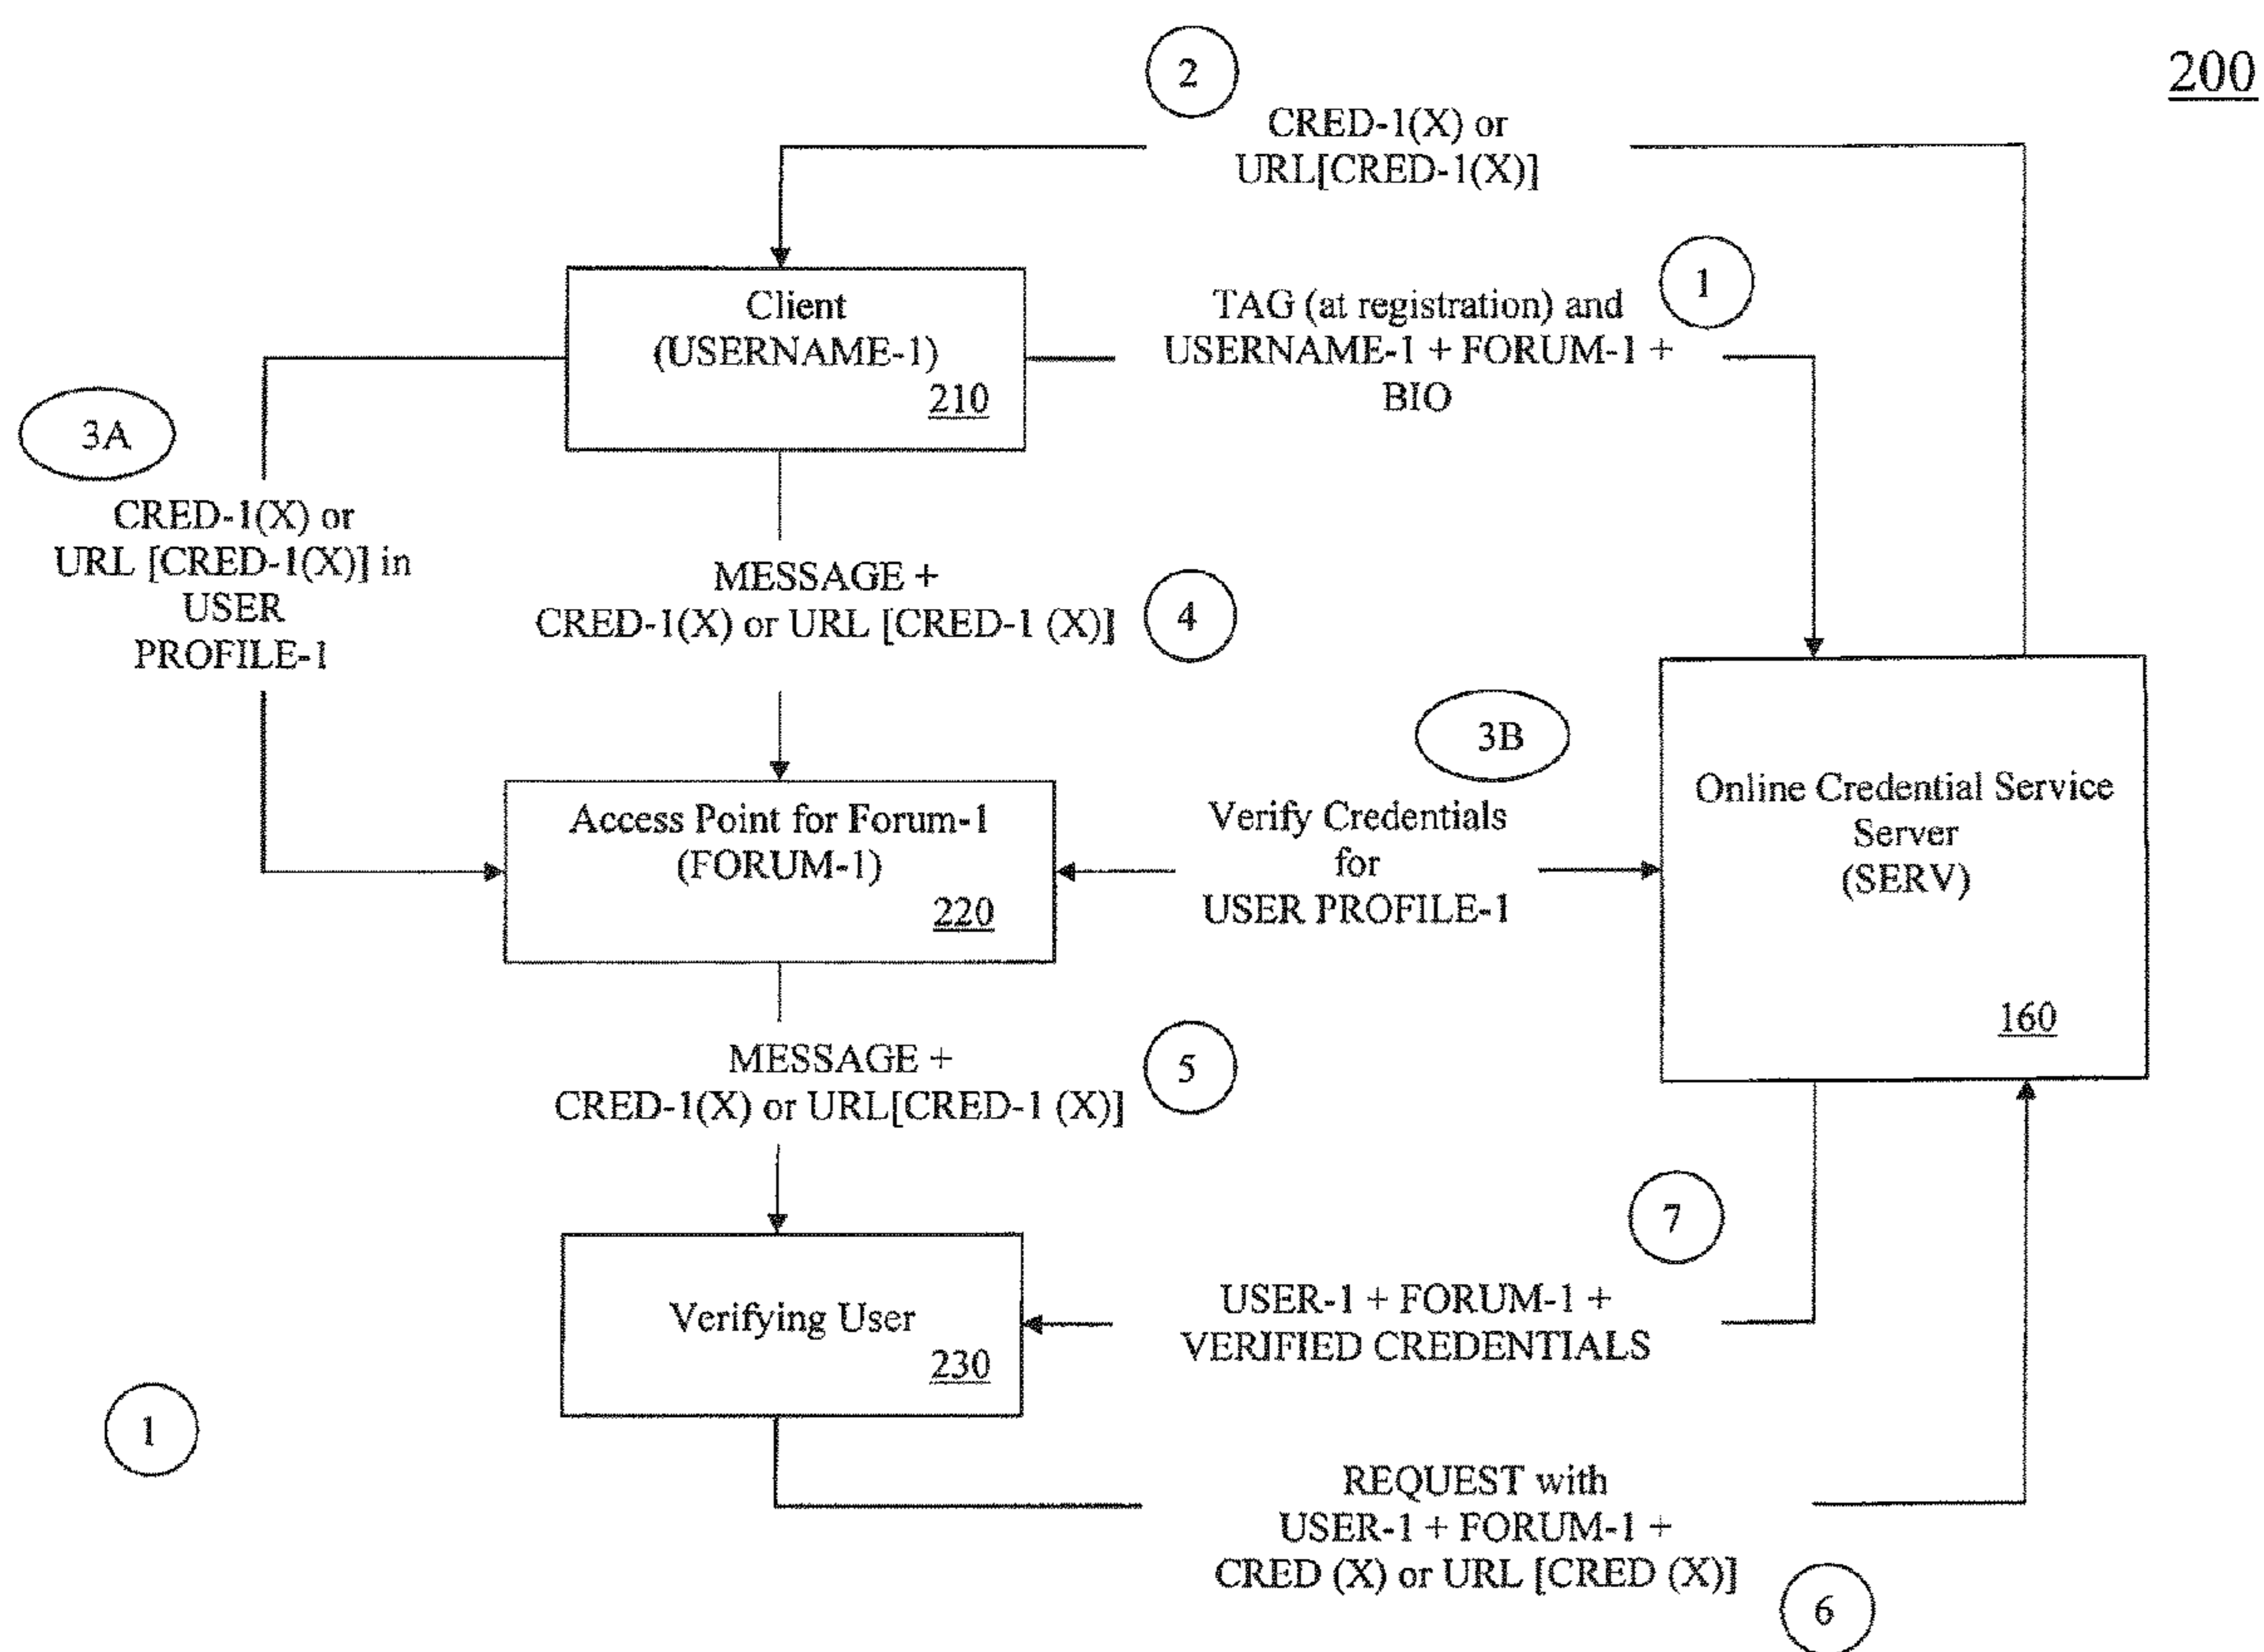 200
2
CRED-1(X) or
URL[CRED-1(X)]
1
TAG (at registration) and
USERNAME-1 + FORUM-1 +
BIO
Client
(USERNAME-1)
210
3A
CRED-1(X) or
URL [CRED-1(X)] in
USER
PROFILE-1
MESSAGE +
CRED-1(X) or URL [CRED-1 (X)]
4
3B
Verify Credentials
for
USER PROFILE-1
Online Credential Service
Server
(SERV)
160
Access Point for Forum-1
(FORUM-1)
220
MESSAGE +
CRED-1(X) or URL[CRED-1 (X)]
5
7
USER-1 + FORUM-1 +
VERIFIED CREDENTIALS
Verifying User
230
1
REQUEST with
USER-1 + FORUM-1 +
CRED (X) or URL [CRED (X)]
6